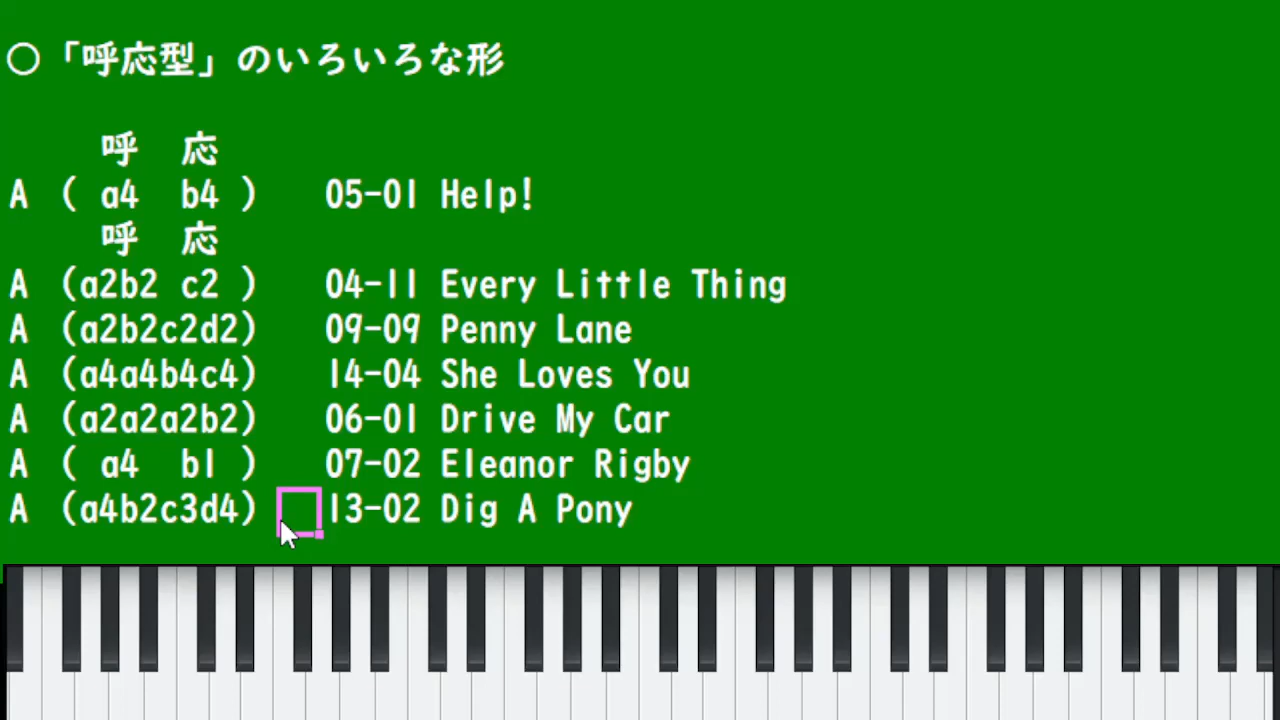 ○「呼応型」のいろいろな形
呼 応
A ( a4 b4 ) 05-01 Help!
呼 応
A (a2b2 c2 ) 04-11 Every Little Thing
A (a2b2c2d2) 09-09 Penny Lane
A (a4a4b4c4) 14-04 She Loves You
A (a2a2a2b2) 06-01 Drive My Car
A ( a4 b1 ) 07-02 Eleanor Rigby
A (a4b2c3d4) 13-02 Dig A Pony